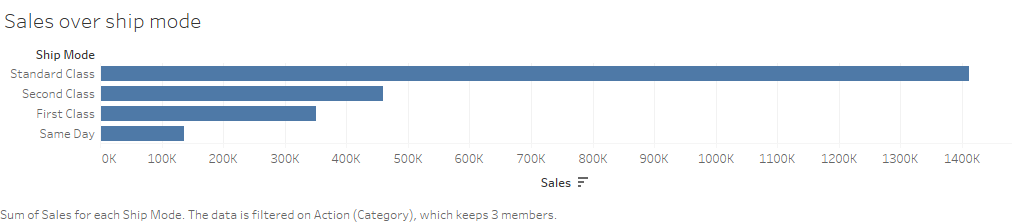 Sales over ship mode
Ship Mode
Standard Class
Second Class
First Class
Same Day
0K 100K 200K 300K 400K 500K 600K 700K 800K 900K 1000K 1100K 1200K 1300K 1400K
Sales
Sum of Sales for each Ship Mode. The data is filtered on Action (Category), which keeps 3 members.